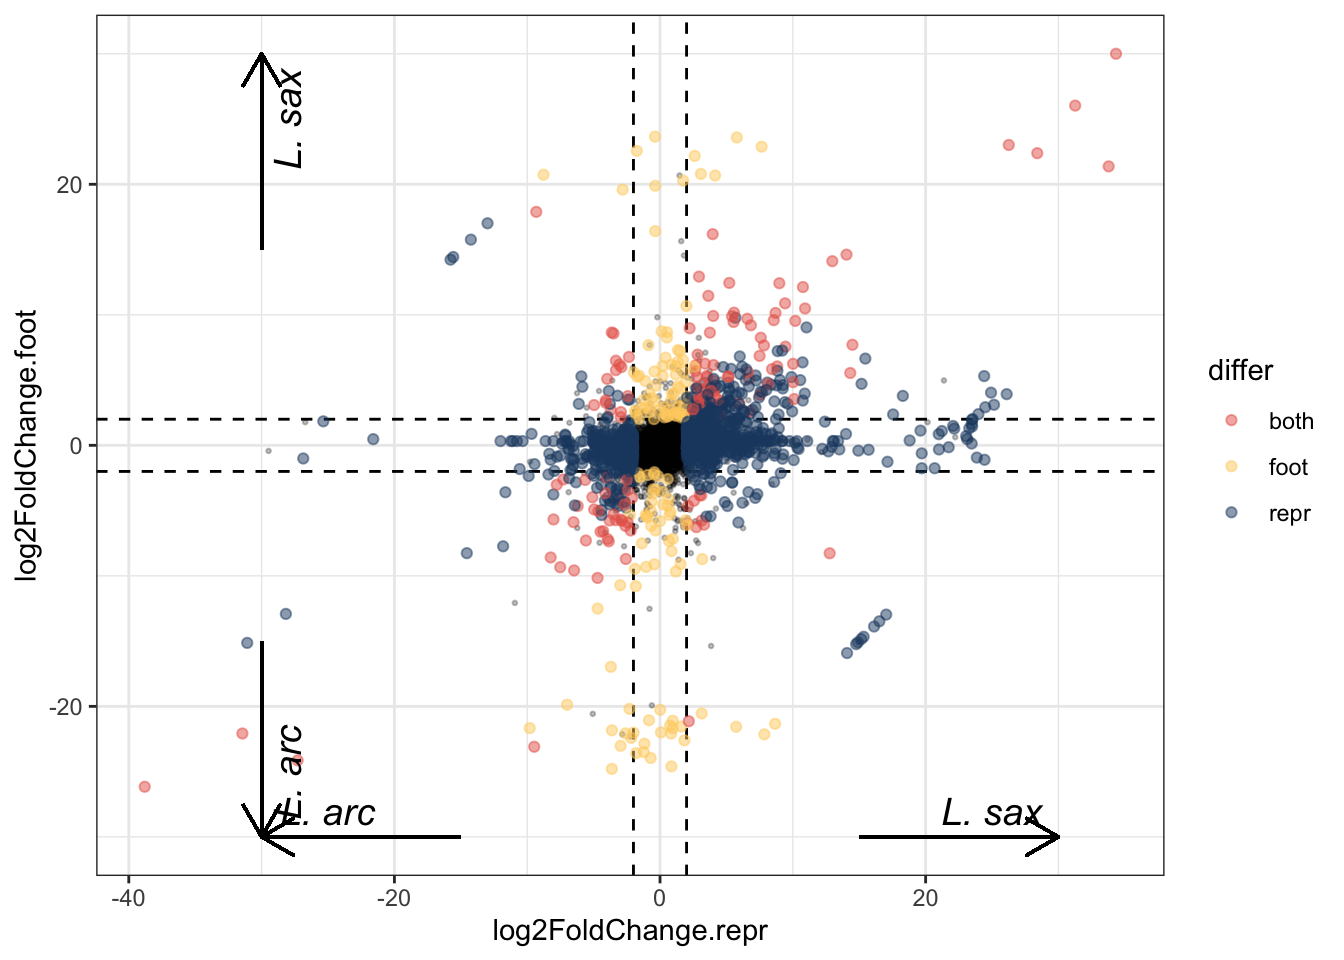 L. sax
20
0
-20
log2FoldChange.foot
L. arc
L. arc
L. sax
-40
-20
0
20
log2FoldChange.repr
differ
both
foot
repr